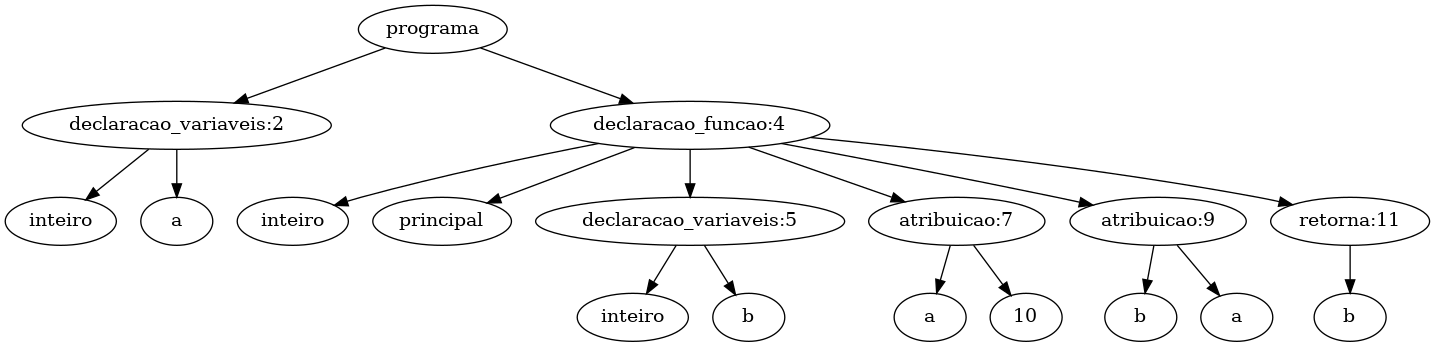 programa
declaracao_variaveis:2
declaracao_funcao:4
inteiro
a
inteiro
principal
declaracao_variaveis:5
atribuicao:7
atribuicao:9
retorna:11
inteiro
b
a
10
b
a
b